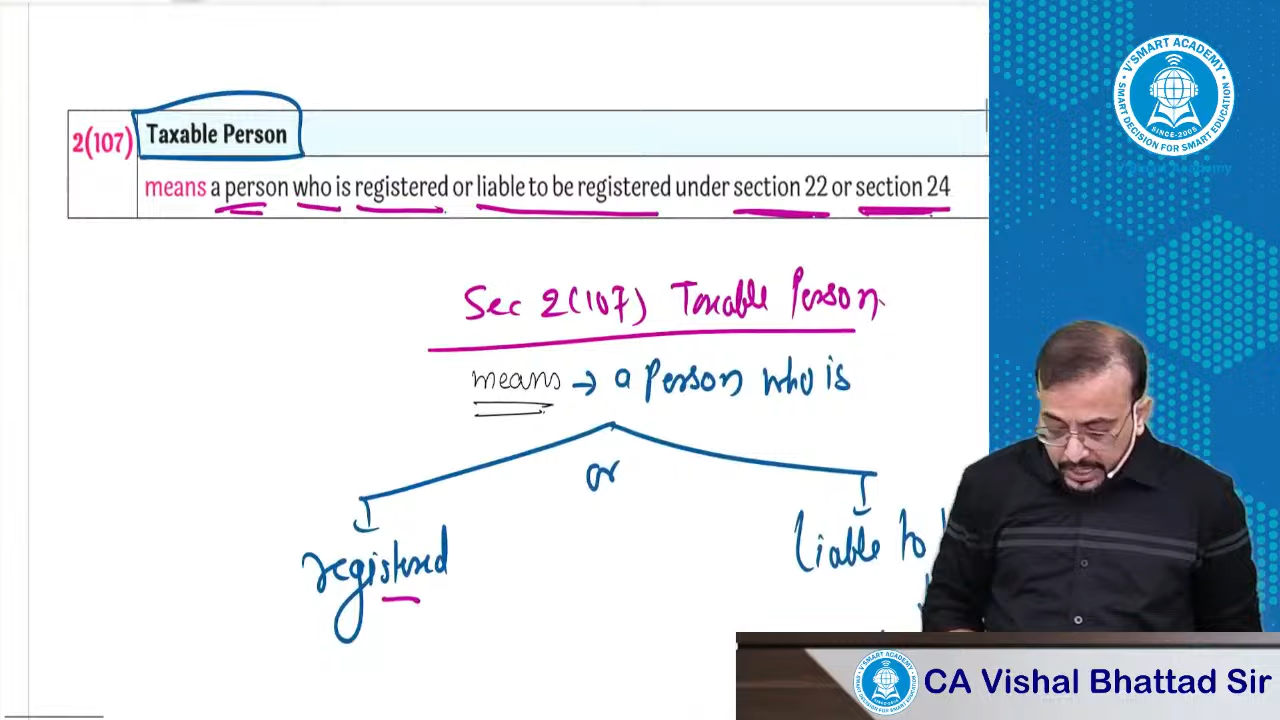 V'SMART ACADEMY
SINCE-2005
SMART DECISION FOR SMART EDUCATION
2(107) Taxable Person
means a person who is registered or liable to be registered under section 22 or section 24
Sec 2(107) Taxable Person
means → a Person who is
or
registered
liable to
V'SMART ACADEMY
CA Vishal Bhattad Sir